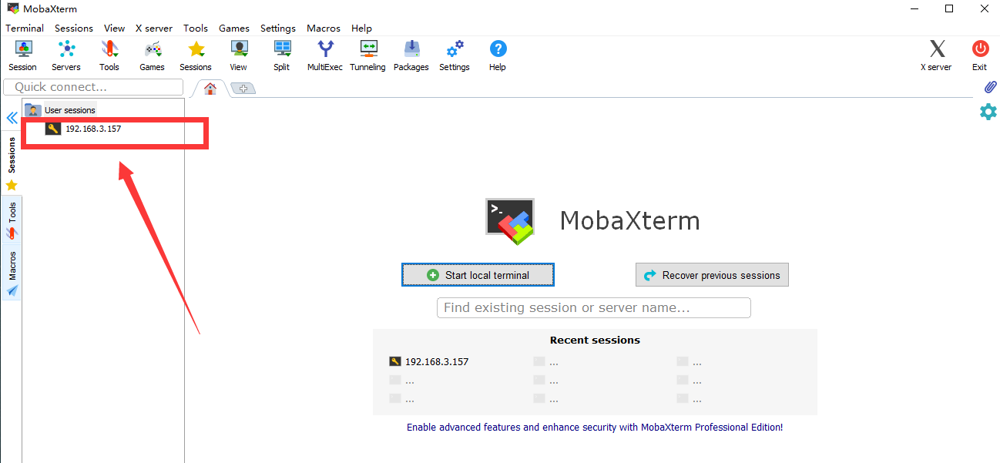 MobaXterm
Terminal Sessions View X server Tools Games Settings Macros Help
Session Servers Tools Games Sessions View Split MultiExec Tunneling Packages Settings Help X server Exit
Quick connect...
User sessions
192.168.3.157
Sessions
Tools
Macros
>_
MobaXterm
Start local terminal Recover previous sessions
Find existing session or server name...
Recent sessions
192.168.3.157 ... ...
... ... ...
... ... ...
Enable advanced features and enhance security with MobaXterm Professional Edition!